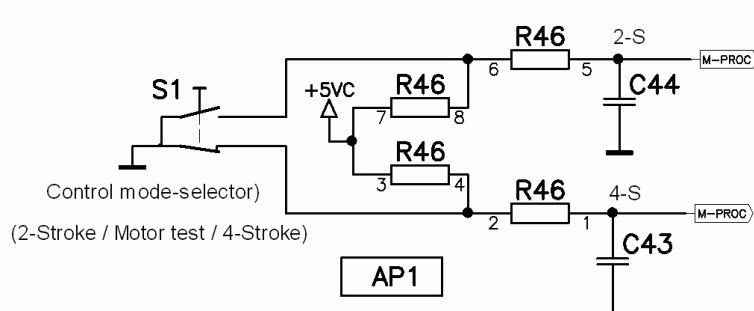 R46
2-S
6
5
M-PROC
S1
+5VC
R46
C44
7
8
R46
3
4
R46
4-S
2
1
M-PROC
Control mode-selector)
(2-Stroke / Motor test / 4-Stroke)
C43
AP1